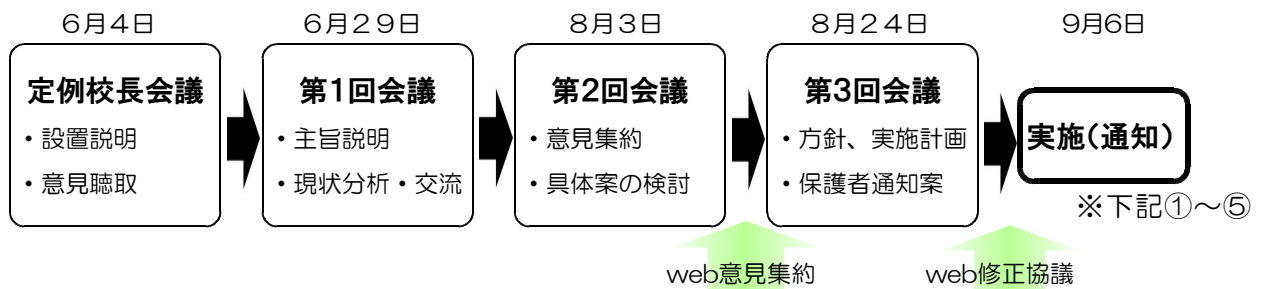 6月4日
6月29日
8月3日
8月24日
9月6日
定例校長会議
・設置説明
・意見聴取
第1回会議
・主旨説明
・現状分析・交流
第2回会議
・意見集約
・具体案の検討
第3回会議
・方針、実施計画
・保護者通知案
実施(通知)
※下記①～⑤
web意見集約
web修正協議